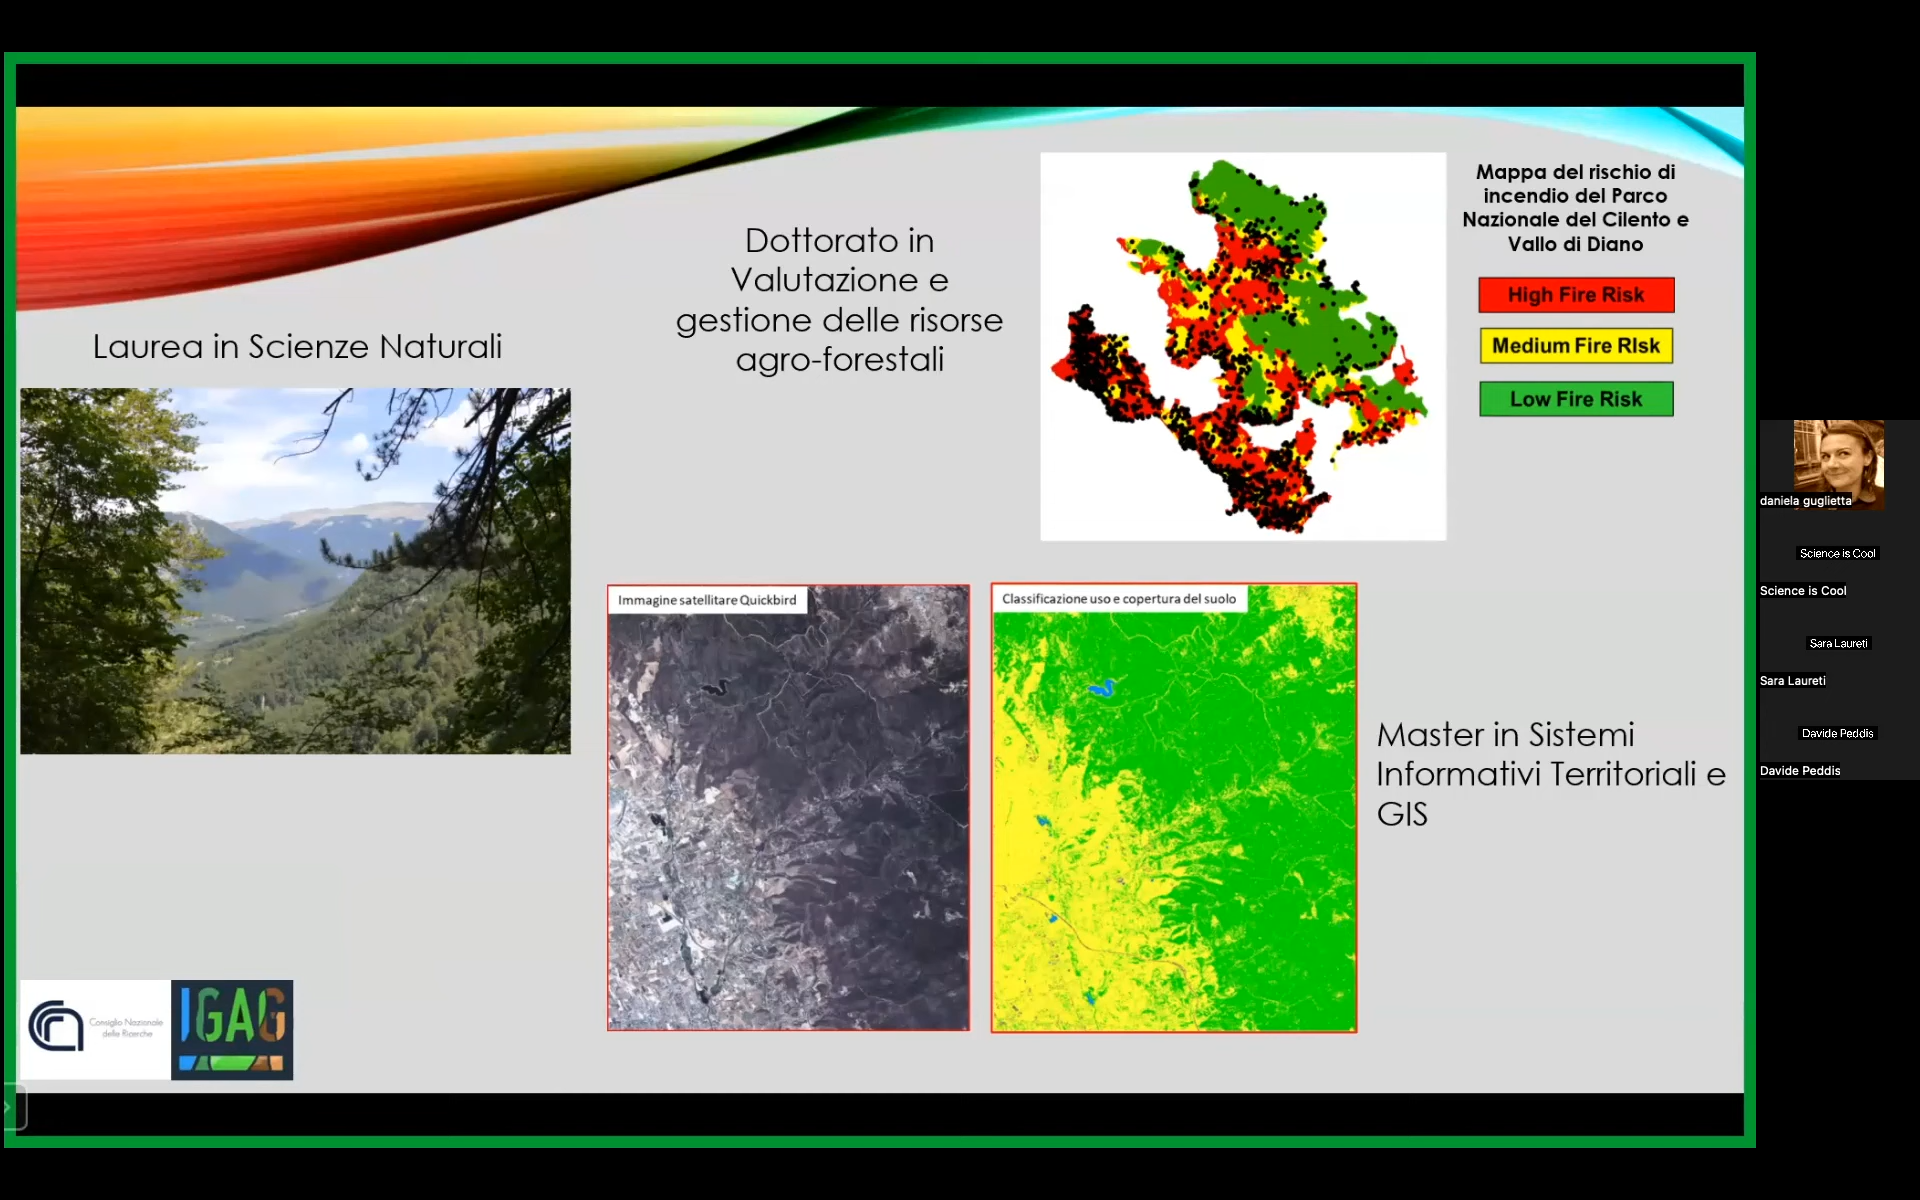 Laurea in Scienze Naturali
Dottorato in
Valutazione e
gestione delle risorse
agro-forestali
Mappa del rischio di
incendio del Parco
Nazionale del Cilento e
Vallo di Diano
High Fire Risk
Medium Fire RIsk
Low Fire Risk
Immagine satellitare Quickbird
Classificazione uso e copertura del suolo
Master in Sistemi
Informativi Territoriali e
GIS
Consiglio Nazionale
delle Ricerche
IGAG
daniela guglietta
Science is Cool
Science is Cool
Sara Laureti
Sara Laureti
Davide Peddis
Davide Peddis